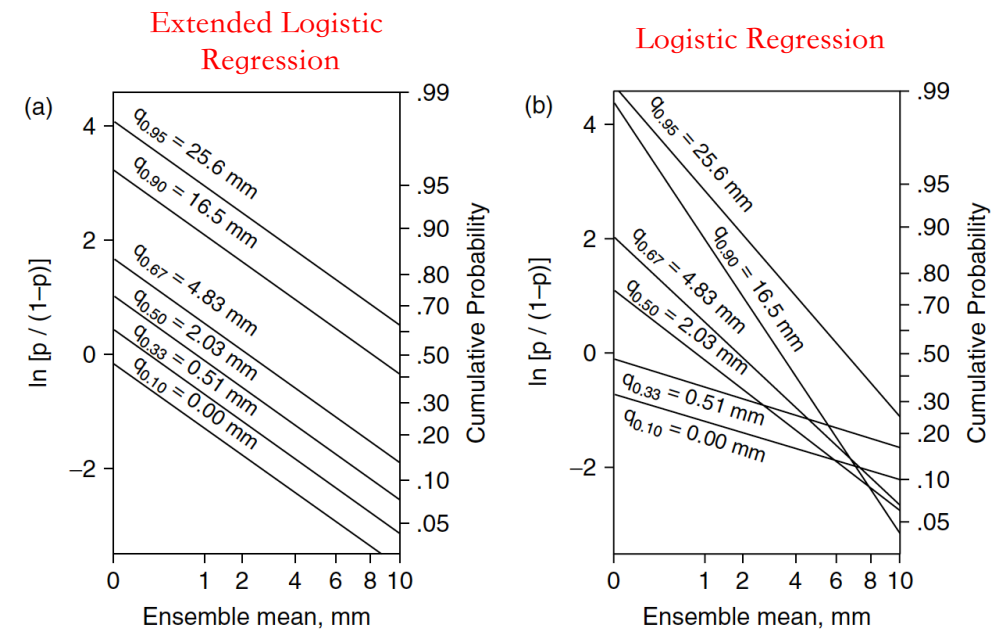 Extended Logistic
Regression
(a)
ln [p / (1–p)]
4
2
0
−2
q0.95 = 25.6 mm
q0.90 = 16.5 mm
q0.67 = 4.83 mm
q0.50 = 2.03 mm
q0.33 = 0.51 mm
q0.10 = 0.00 mm
.99
.95
.90
.80
.70
.50
.30
.20
.10
.05
Cumulative Probability
0 1 2 4 6 8 10
Ensemble mean, mm
Logistic Regression
(b)
ln [p / (1–p)]
4
2
0
−2
q0.95 = 25.6 mm
q0.90 = 16.5 mm
q0.67 = 4.83 mm
q0.50 = 2.03 mm
q0.33 = 0.51 mm
q0.10 = 0.00 mm
.99
.95
.90
.80
.70
.50
.30
.20
.10
.05
Cumulative Probability
0 1 2 4 6 8 10
Ensemble mean, mm